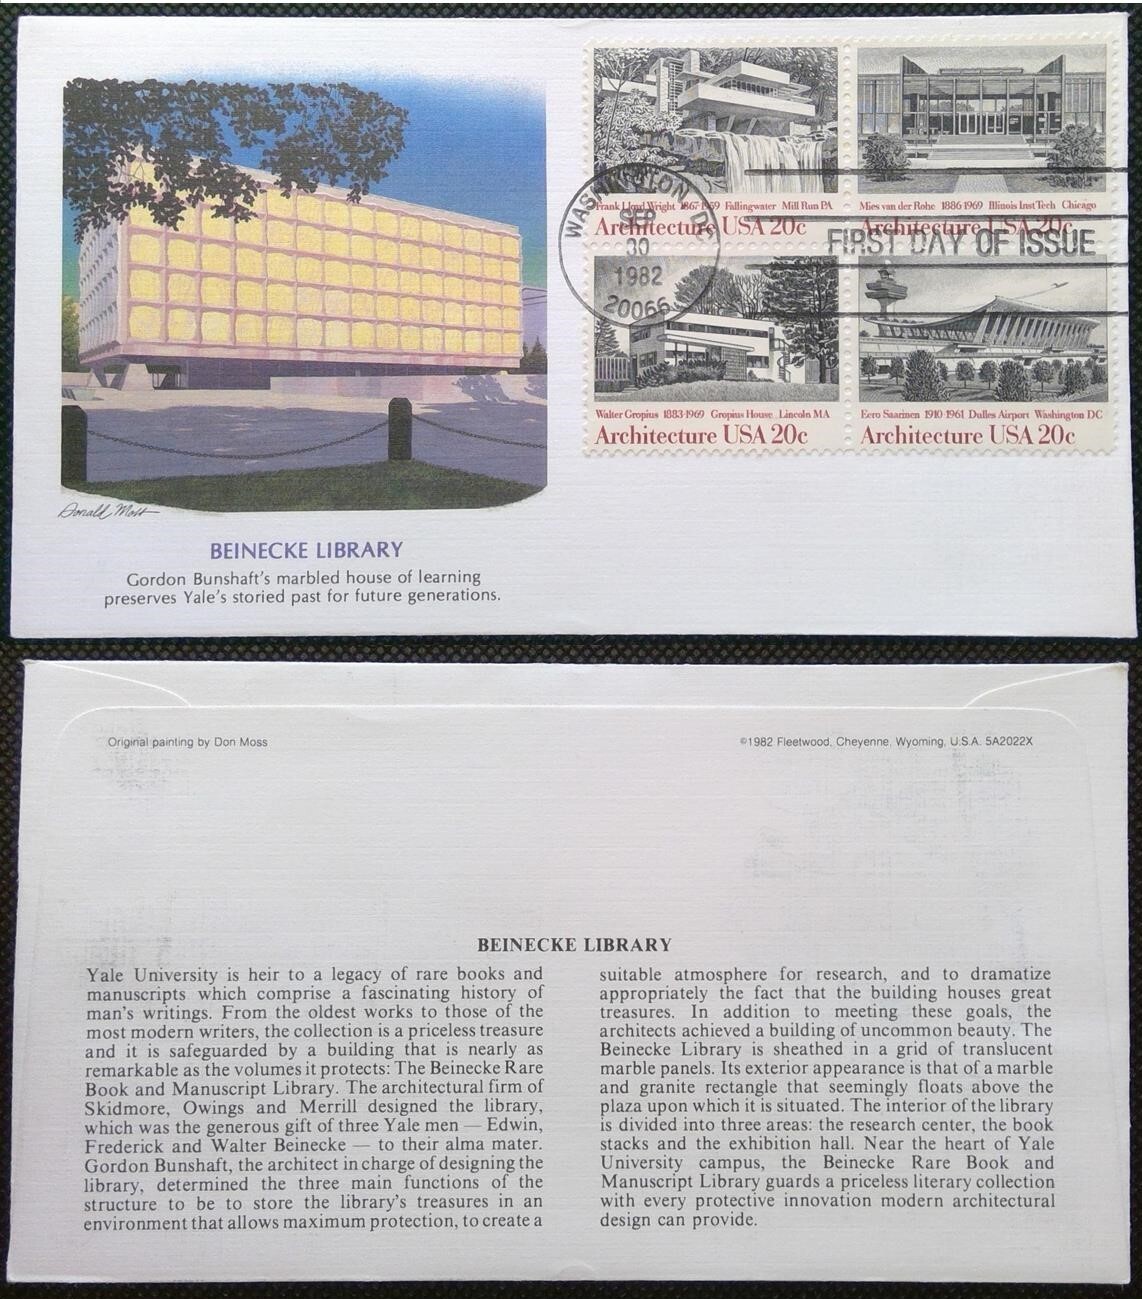 Frank Lloyd Wright 1867-1959 Fallingwater Mill Run PA
Architecture USA 20c
Mies van der Rohe 1886-1969 Illinois Inst Tech Chicago
Architecture USA 20c
WASHINGTON DC
SEP
30
1982
20066
FIRST DAY OF ISSUE
Walter Gropius 1883-1969 Gropius House Lincoln MA
Architecture USA 20c
Eero Saarinen 1910-1961 Dulles Airport Washington DC
Architecture USA 20c
Donald Moss
BEINECKE LIBRARY
Gordon Bunshaft's marbled house of learning
preserves Yale's storied past for future generations.
Original painting by Don Moss
©1982 Fleetwood, Cheyenne, Wyoming, U.S.A. 5A2022X
BEINECKE LIBRARY
Yale University is heir to a legacy of rare books and
manuscripts which comprise a fascinating history of
man's writings. From the oldest works to those of the
most modern writers, the collection is a priceless treasure
and it is safeguarded by a building that is nearly as
remarkable as the volumes it protects: The Beinecke Rare
Book and Manuscript Library. The architectural firm of
Skidmore, Owings and Merrill designed the library,
which was the generous gift of three Yale men — Edwin,
Frederick and Walter Beinecke — to their alma mater.
Gordon Bunshaft, the architect in charge of designing the
library, determined the three main functions of the
structure to be to store the library's treasures in an
environment that allows maximum protection, to create a
suitable atmosphere for research, and to dramatize
appropriately the fact that the building houses great
treasures. In addition to meeting these goals, the
architects achieved a building of uncommon beauty. The
Beinecke Library is sheathed in a grid of translucent
marble panels. Its exterior appearance is that of a marble
and granite rectangle that seemingly floats above the
plaza upon which it is situated. The interior of the library
is divided into three areas: the research center, the book
stacks and the exhibition hall. Near the heart of Yale
University campus, the Beinecke Rare Book and
Manuscript Library guards a priceless literary collection
with every protective innovation modern architectural
design can provide.